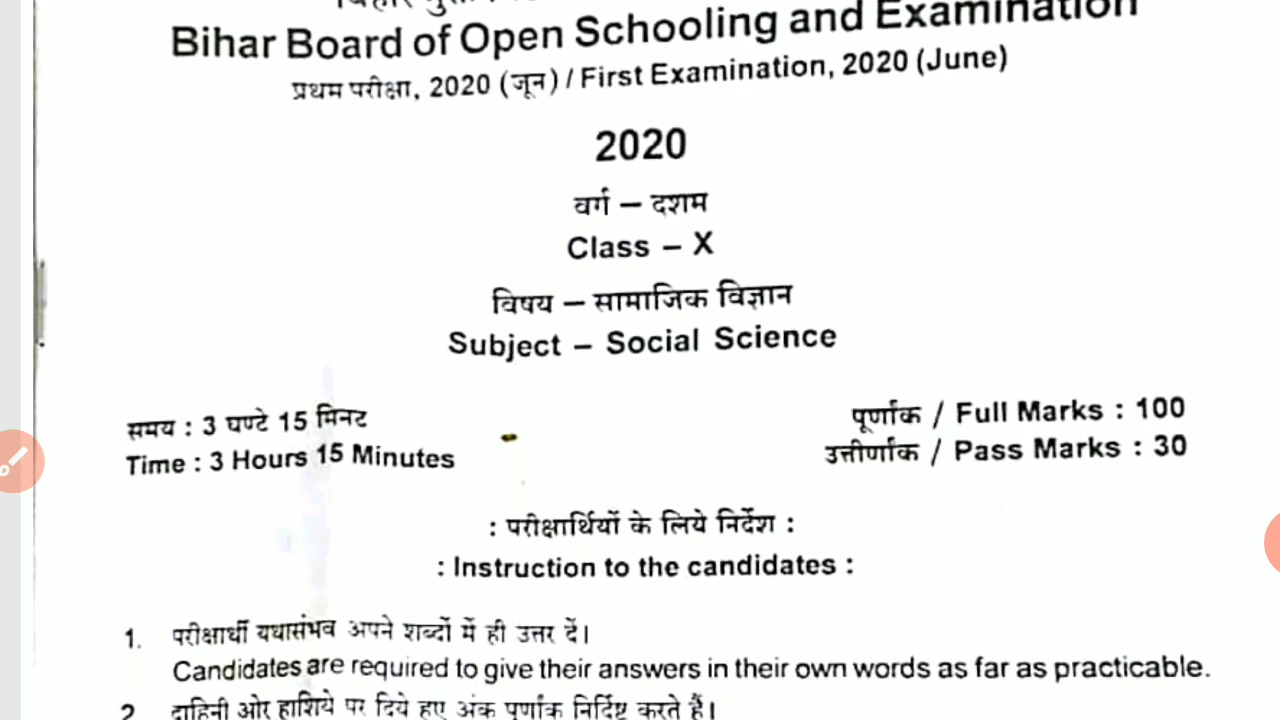 Bihar Board of Open Schooling and Examination
प्रथम परीक्षा, 2020 (जून) / First Examination, 2020 (June)
2020
वर्ग – दशम
Class – X
विषय – सामाजिक विज्ञान
Subject – Social Science
समय : 3 घण्टे 15 मिनट
Time : 3 Hours 15 Minutes
पूर्णांक / Full Marks : 100
उत्तीर्णांक / Pass Marks : 30
: परीक्षार्थियों के लिये निर्देश :
: Instruction to the candidates :
1. परीक्षार्थी यथासंभव अपने शब्दों में ही उत्तर दें।
Candidates are required to give their answers in their own words as far as practicable.
2 दाहिनी ओर हाशिये पर दिये हुए अंक पूर्णांक निर्दिष्ट करते हैं।